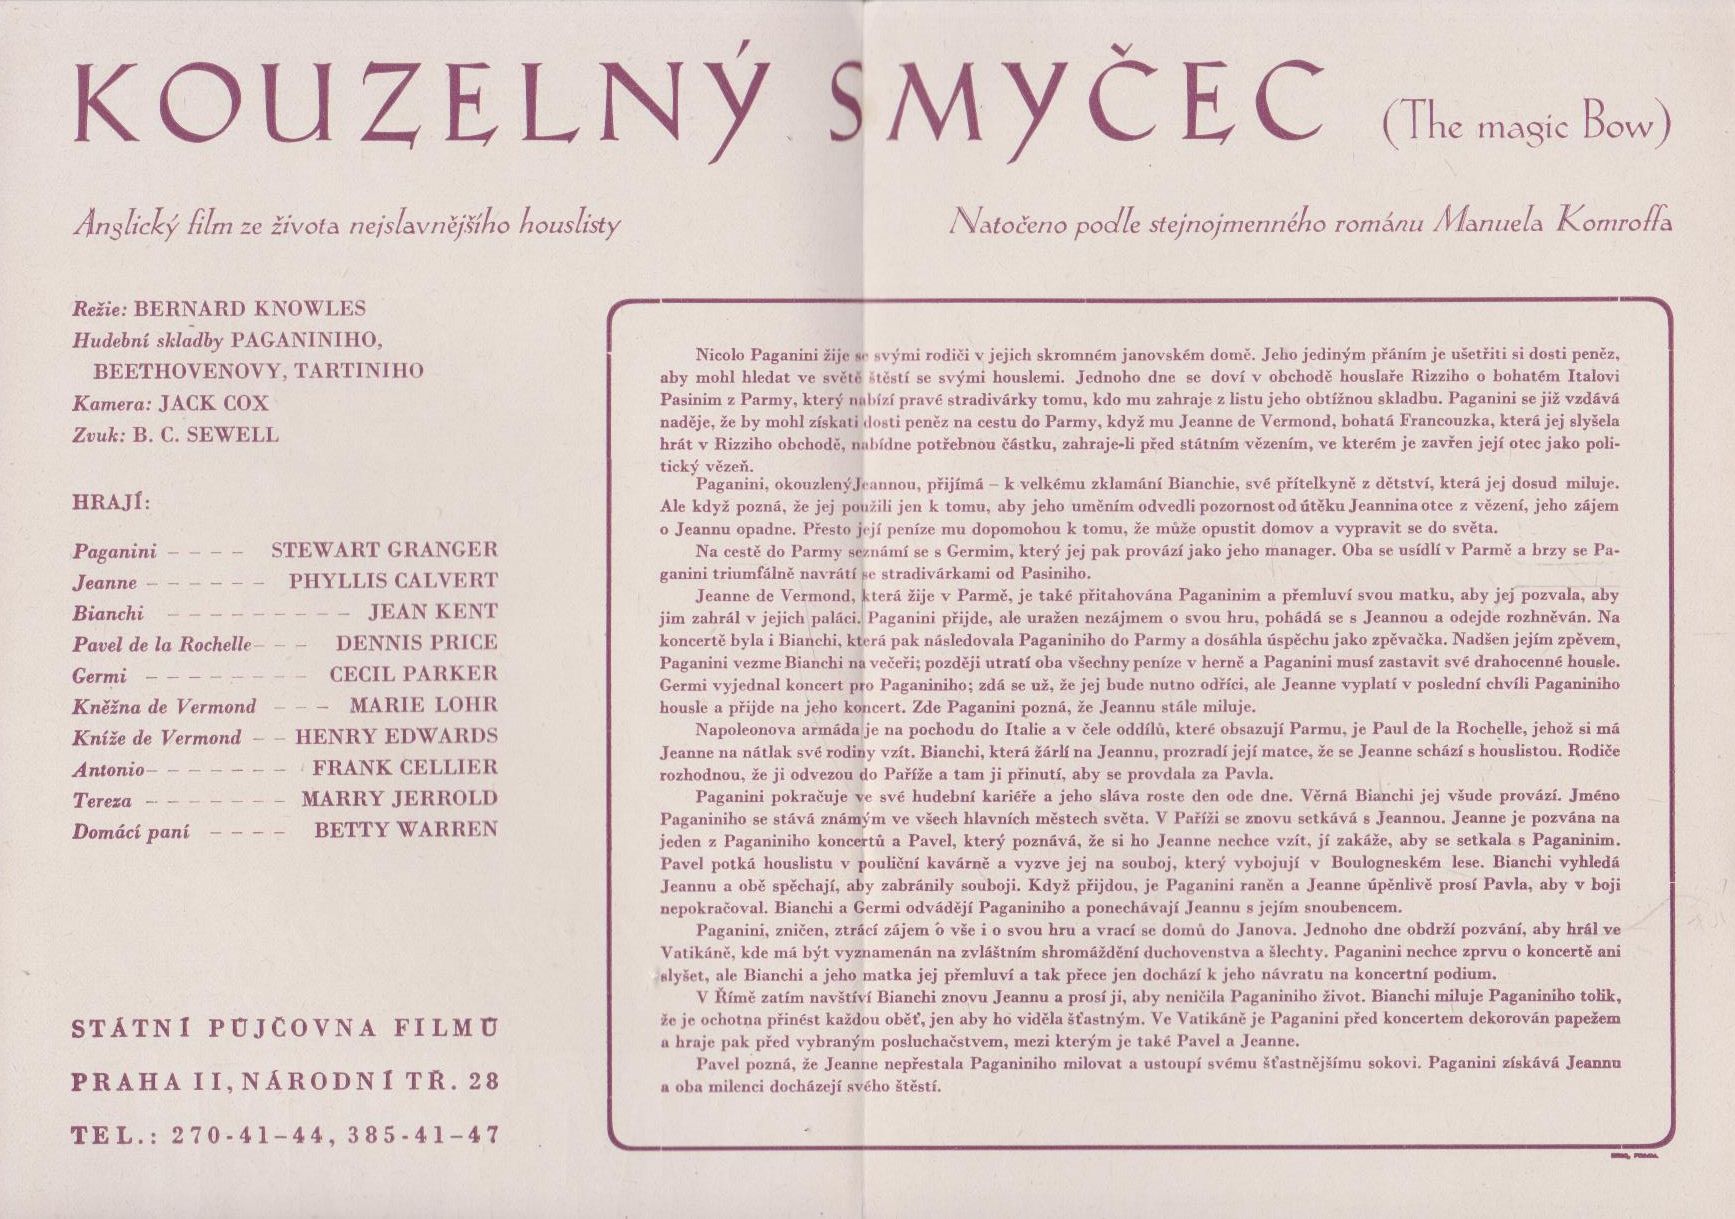 KOUZELNÝ SMYČEC (The magic Bow)
Anglický film ze života nejslavnějšího houslisty
Natočeno podle stejnojmenného románu Manuela Komroffa
Režie: BERNARD KNOWLES
Hudební skladby PAGANINIHO,
BEETHOVENOVY, TARTINIHO
Kamera: JACK COX
Zvuk: B. C. SEWELL
HRAJÍ:
Paganini – – – – STEWART GRANGER
Jeanne – – – – – – PHYLLIS CALVERT
Bianchi – – – – – – – – – JEAN KENT
Pavel de la Rochelle – – – DENNIS PRICE
Germi – – – – – – – – CECIL PARKER
Kněžna de Vermond – – – MARIE LOHR
Kníže de Vermond – – HENRY EDWARDS
Antonio – – – – – – – FRANK CELLIER
Tereza – – – – – – – MARRY JERROLD
Domácí paní – – – – BETTY WARREN
STÁTNÍ PŮJČOVNA FILMŮ
PRAHA II, NÁRODNÍ TŘ. 28
TEL.: 270-41–44, 385-41–47
Nicolo Paganini žije se svými rodiči v jejich skromném janovském domě. Jeho jediným přáním je ušetřiti si dosti peněz,
aby mohl hledat ve světě štěstí se svými houslemi. Jednoho dne se doví v obchodě houslaře Rizziho o bohatém Italovi
Pasinim z Parmy, který nabízí pravé stradivárky tomu, kdo mu zahraje z listu jeho obtížnou skladbu. Paganini se již vzdává
naděje, že by mohl získati dosti peněz na cestu do Parmy, když mu Jeanne de Vermond, bohatá Francouzka, která jej slyšela
hrát v Rizziho obchodě, nabídne potřebnou částku, zahraje-li před státním vězením, ve kterém je zavřen její otec jako poli-
tický vězeň.
Paganini, okouzlený Jeannou, přijímá – k velkému zklamání Bianchie, své přítelkyně z dětství, která jej dosud miluje.
Ale když pozná, že jej použili jen k tomu, aby jeho uměním odvedli pozornost od útěku Jeannina otce z vězení, jeho zájem
o Jeannu opadne. Přesto její peníze mu dopomohou k tomu, že může opustit domov a vypravit se do světa.
Na cestě do Parmy seznámí se s Germim, který jej pak provází jako jeho manager. Oba se usídlí v Parmě a brzy se Pa-
ganini triumfálně navrátí se stradivárkami od Pasiniho.
Jeanne de Vermond, která žije v Parmě, je také přitahována Paganinim a přemluví svou matku, aby jej pozvala, aby
jim zahrál v jejich paláci. Paganini přijde, ale uražen nezájmem o svou hru, pohádá se s Jeannou a odejde rozhněván. Na
koncertě byla i Bianchi, která pak následovala Paganiniho do Parmy a dosáhla úspěchu jako zpěvačka. Nadšen jejím zpěvem,
Paganini vezme Bianchi na večeři; později utratí oba všechny peníze v herně a Paganini musí zastavit své drahocenné housle.
Germi vyjednal koncert pro Paganiniho; zdá se už, že jej bude nutno odříci, ale Jeanne vyplatí v poslední chvíli Paganiniho
housle a přijde na jeho koncert. Zde Paganini pozná, že Jeannu stále miluje.
Napoleonova armáda je na pochodu do Italie a v čele oddílů, které obsazují Parmu, je Paul de la Rochelle, jehož si má
Jeanne na nátlak své rodiny vzít. Bianchi, která žárlí na Jeannu, prozradí její matce, že se Jeanne schází s houslistou. Rodiče
rozhodnou, že ji odvezou do Paříže a tam ji přinutí, aby se provdala za Pavla.
Paganini pokračuje ve své hudební kariéře a jeho sláva roste den ode dne. Věrná Bianchi jej všude provází. Jméno
Paganiniho se stává známým ve všech hlavních městech světa. V Paříži se znovu setkává s Jeannou. Jeanne je pozvána na
jeden z Paganiniho koncertů a Pavel, který poznává, že si ho Jeanne nechce vzít, jí zakáže, aby se setkala s Paganinim.
Pavel potká houslistu v pouliční kavárně a vyzve jej na souboj, který vybojují v Boulogneském lese. Bianchi vyhledá
Jeannu a obě spěchají, aby zabránily souboji. Když přijdou, je Paganini raněn a Jeanne úpěnlivě prosí Pavla, aby v boji
nepokračoval. Bianchi a Germi odvádějí Paganiniho a ponechávají Jeannu s jejím snoubencem.
Paganini, zničen, ztrácí zájem o vše i o svou hru a vrací se domů do Janova. Jednoho dne obdrží pozvání, aby hrál ve
Vatikáně, kde má být vyznamenán na zvláštním shromáždění duchovenstva a šlechty. Paganini nechce zprvu o koncertě ani
slyšet, ale Bianchi a jeho matka jej přemluví a tak přece jen dochází k jeho návratu na koncertní podium.
V Římě zatím navštíví Bianchi znovu Jeannu a prosí ji, aby neničila Paganiniho život. Bianchi miluje Paganiniho tolik,
že je ochotna přinést každou oběť, jen aby ho viděla šťastným. Ve Vatikáně je Paganini před koncertem dekorován papežem
a hraje pak před vybraným posluchačstvem, mezi kterým je také Pavel a Jeanne.
Pavel pozná, že Jeanne nepřestala Paganiniho milovat a ustoupí svému šťastnějšímu sokovi. Paganini získává Jeannu
a oba milenci docházejí svého štěstí.